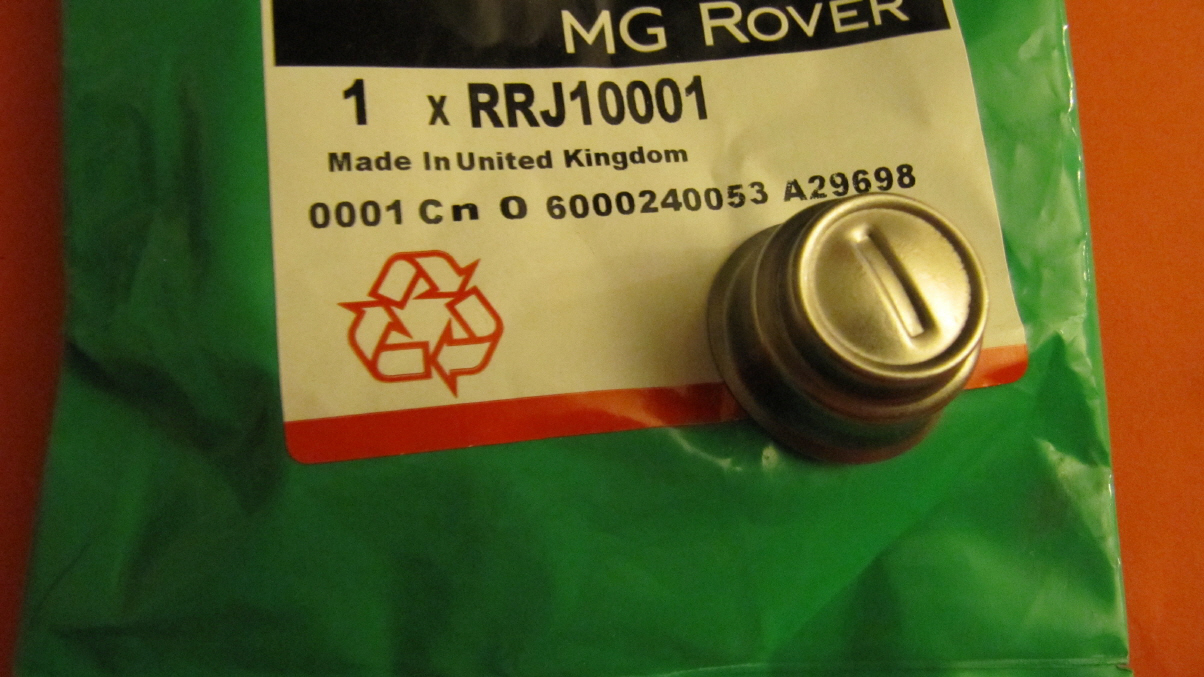 MG ROVER
1 x RRJ10001
Made In United Kingdom
0001 Cn 0 6000240053 A29698